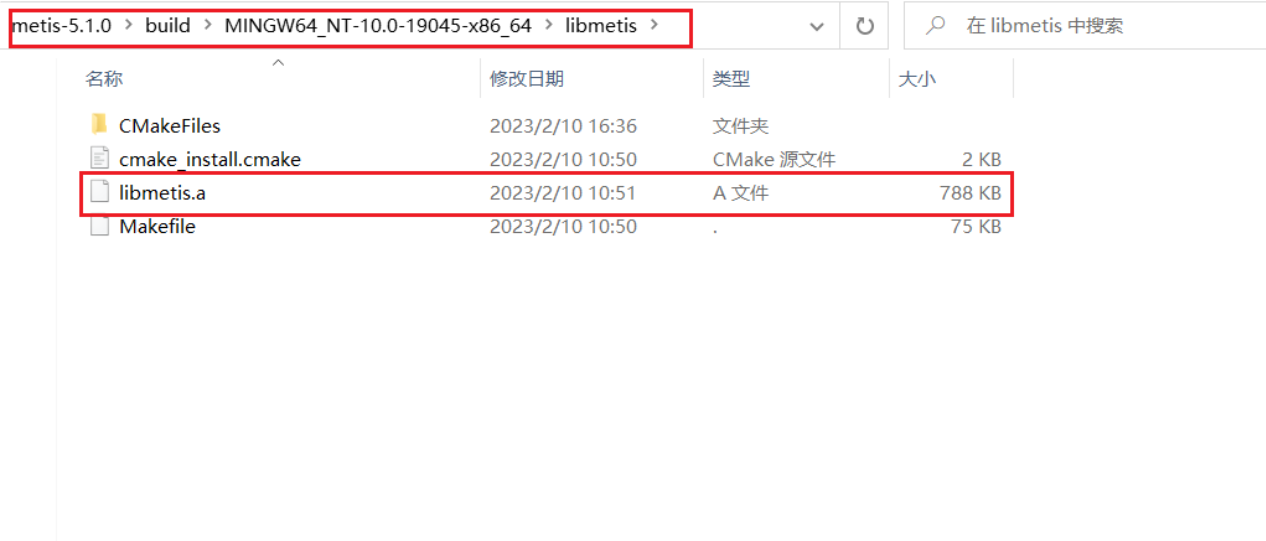 metis-5.1.0 > build > MINGW64_NT-10.0-19045-x86_64 > libmetis > 在 libmetis 中搜索
名称 修改日期 类型 大小
CMakeFiles 2023/2/10 16:36 文件夹
cmake_install.cmake 2023/2/10 10:50 CMake 源文件 2 KB
libmetis.a 2023/2/10 10:51 A 文件 788 KB
Makefile 2023/2/10 10:50 . 75 KB